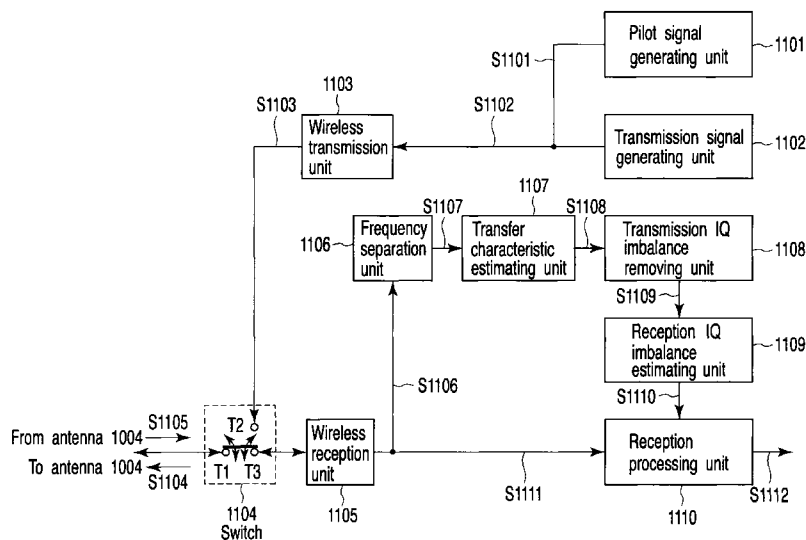 Pilot signal
generating unit
1101
S1101
1103
S1103
S1102
Wireless
transmission
unit
Transmission signal
generating unit
1102
1107
S1107
S1108
1106
Frequency
separation
unit
Transfer
characteristic
estimating unit
Transmission IQ
imbalance
removing unit
1108
S1109
Reception IQ
imbalance
estimating unit
1109
S1106
S1110
S1105
From antenna 1004
To antenna 1004
S1104
T2
T1
T3
1104
Switch
Wireless
reception
unit
1105
S1111
Reception
processing unit
1110
S1112